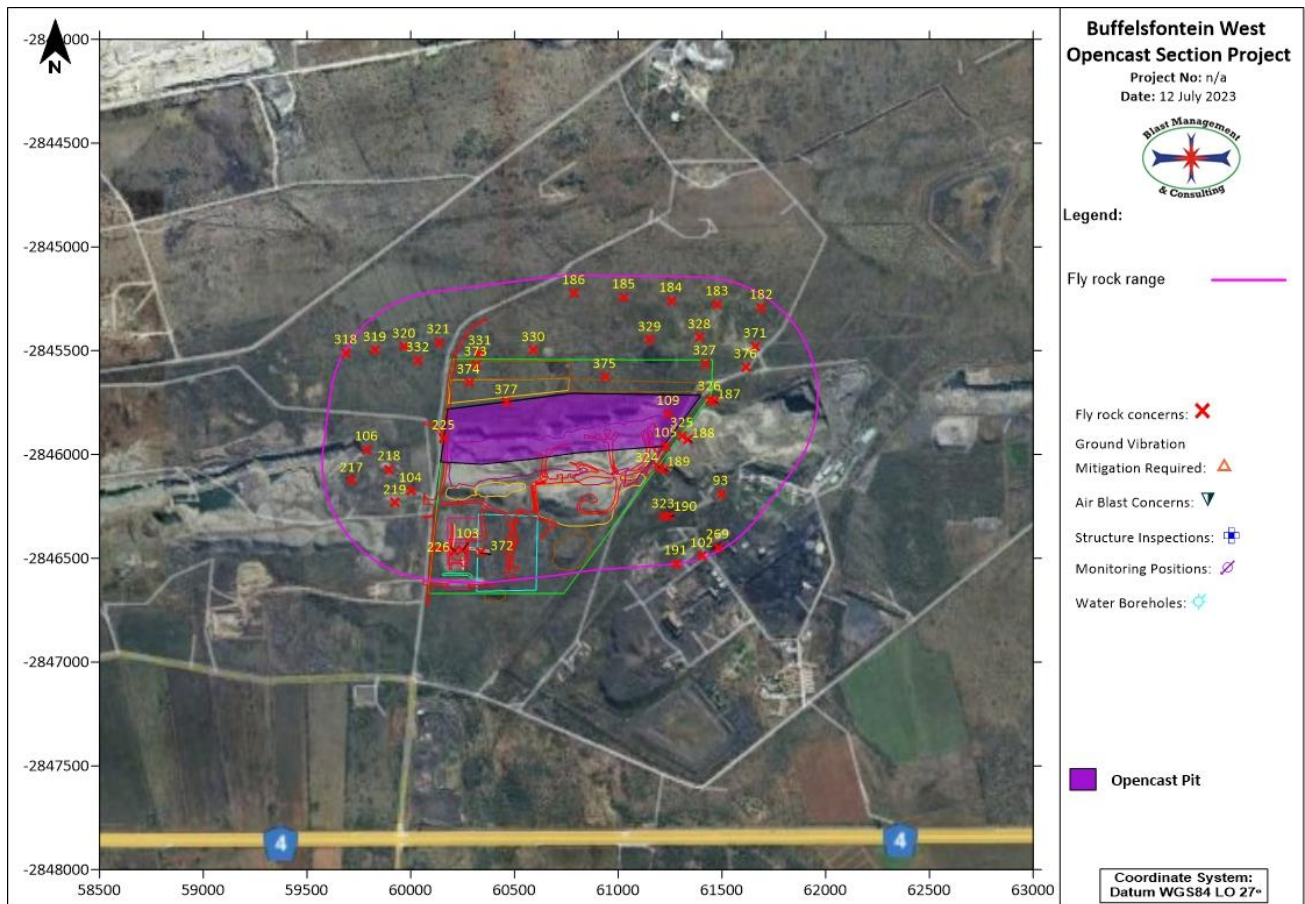 Buffelsfontein West
Opencast Section Project
Project No: n/a
Date: 12 July 2023
Blast Management
& Consulting
Legend:
Fly rock range
Fly rock concerns:
Ground Vibration
Mitigation Required:
Air Blast Concerns:
Structure Inspections:
Monitoring Positions:
Water Boreholes:
Opencast Pit
Coordinate System:
Datum WGS84 LO 27°
N
-2844500
-2845000
-2845500
-2846000
-2846500
-2847000
-2847500
-2848000
58500 59000 59500 60000 60500 61000 61500 62000 62500 63000
186 185 184 183 182
318 319 320 321 331 330 329 328 371
332 373 327 376
374 375
377 326 187
109
225 325
105 188
106
217 218 324 189
104 93
219
323 190
226 103 372 191 102 269
4 4